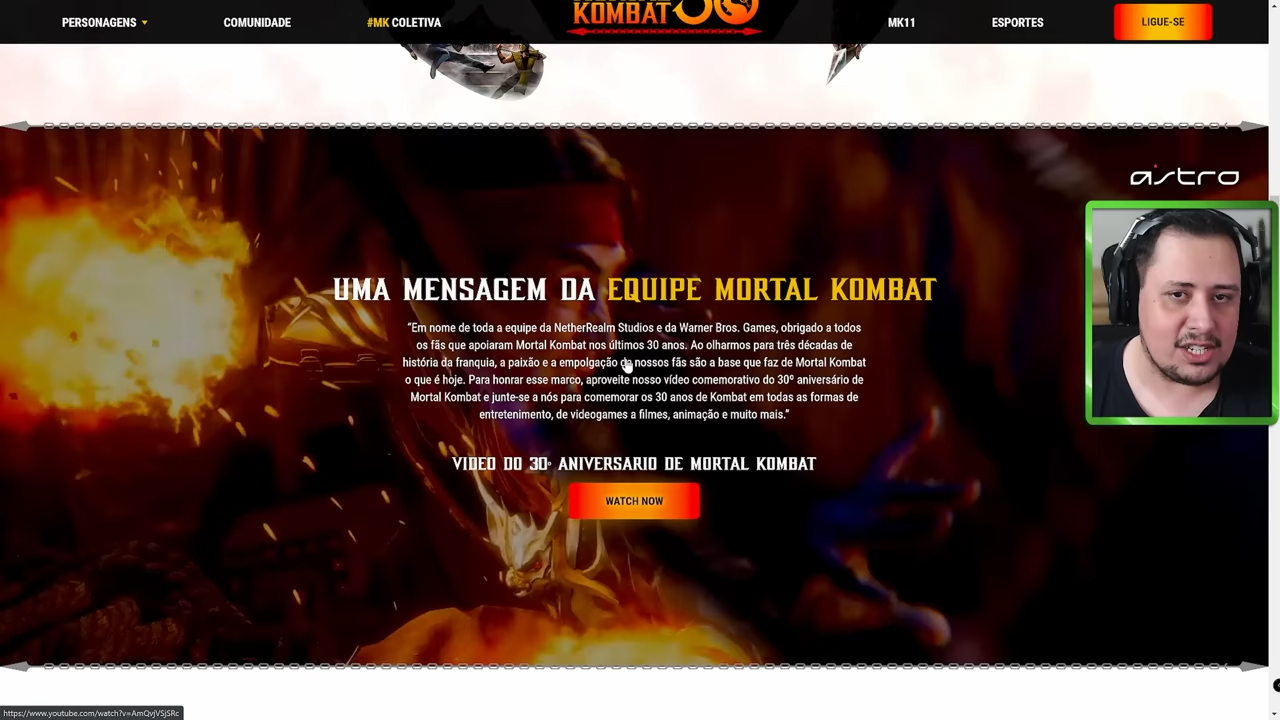 PERSONAGENS
COMUNIDADE
#MK COLETIVA
KOMBAT 30
MK11
ESPORTES
LIGUE-SE
astro
UMA MENSAGEM DA EQUIPE MORTAL KOMBAT
“Em nome de toda a equipe da NetherRealm Studios e da Warner Bros. Games, obrigado a todos
os fãs que apoiaram Mortal Kombat nos últimos 30 anos. Ao olharmos para três décadas de
história da franquia, a paixão e a empolgação de nossos fãs são a base que faz de Mortal Kombat
o que é hoje. Para honrar esse marco, aproveite nosso vídeo comemorativo do 30º aniversário de
Mortal Kombat e junte-se a nós para comemorar os 30 anos de Kombat em todas as formas de
entretenimento, de videogames a filmes, animação e muito mais.”
VIDEO DO 30º ANIVERSARIO DE MORTAL KOMBAT
WATCH NOW
https://www.youtube.com/watch?v=AmQvjVSjSRc